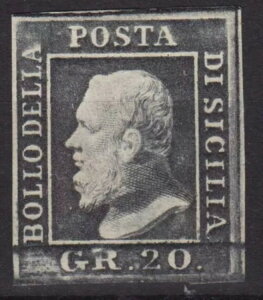 BOLLO DELLA
POSTA
DI SICILIA
GR.20.